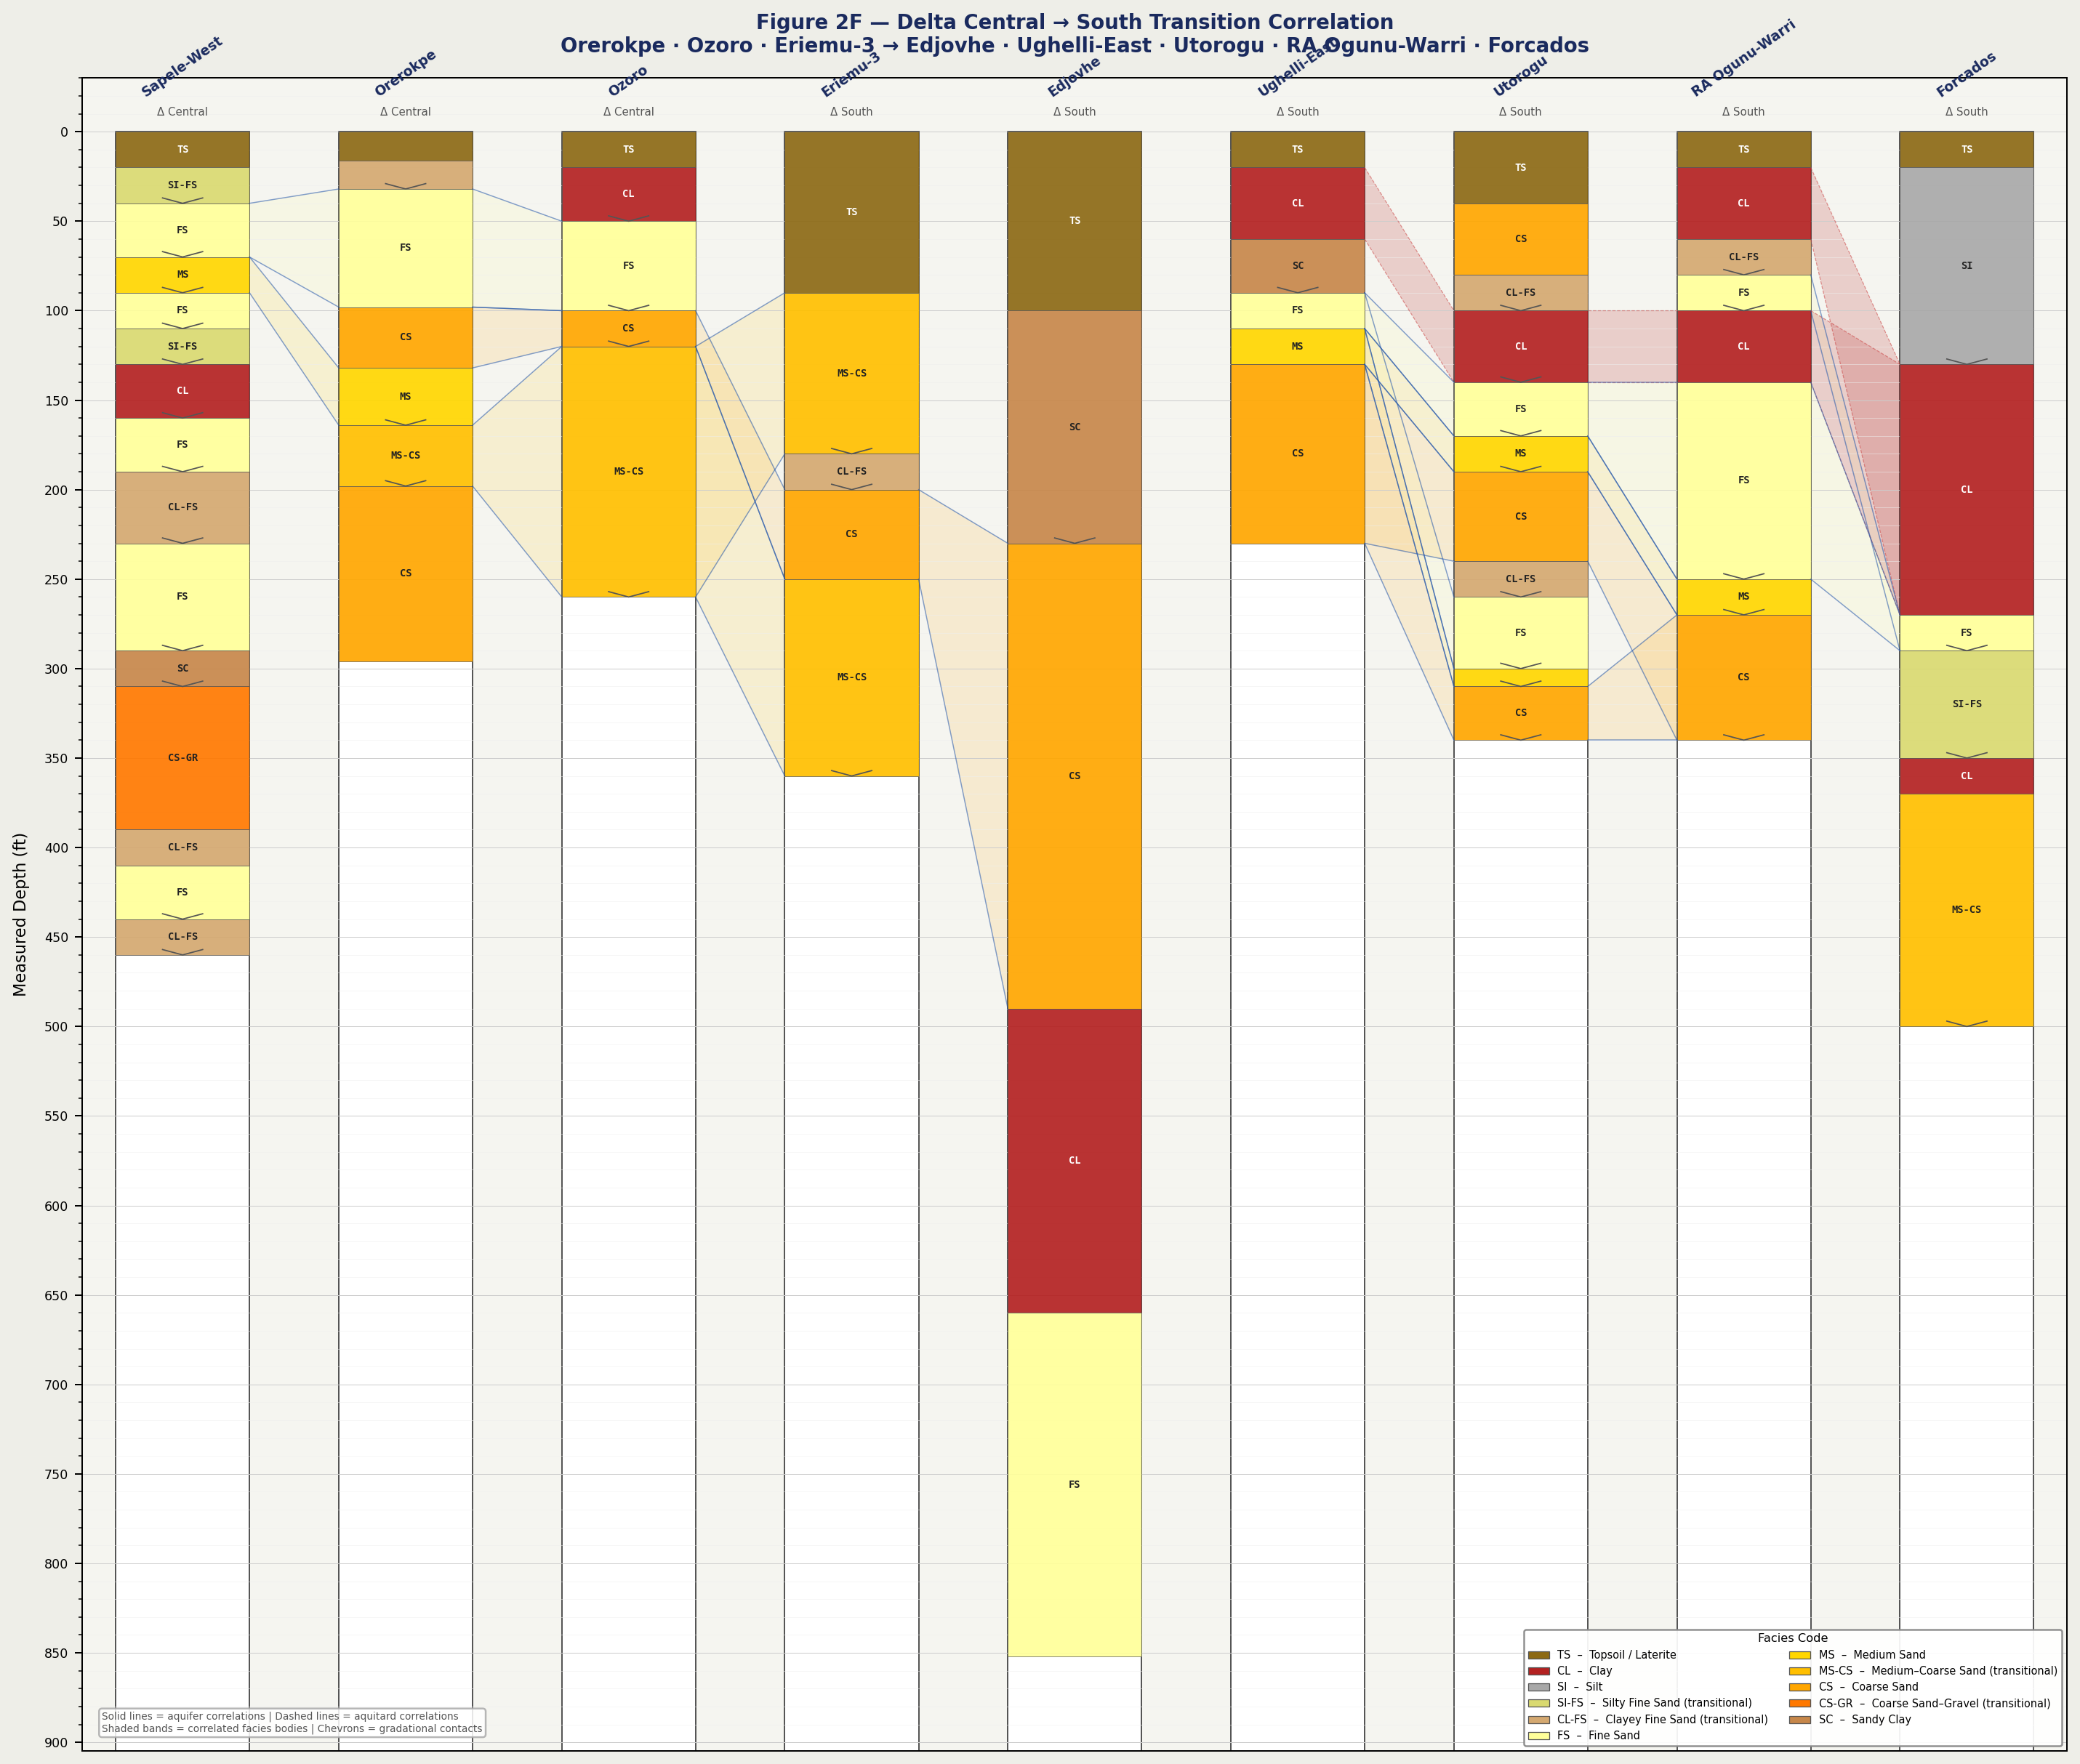 Figure 2F — Delta Central → South Transition Correlation
Orerokpe · Ozoro · Eriemu-3 → Edjovhe · Ughelli-East · Utorogu · RA Ogunu-Warri · Forcados
Sapele-West
Orerokpe
Ozoro
Eriemu-3
Edjovhe
Ughelli-East
Utorogu
RA Ogunu-Warri
Forcados
Δ Central
Δ Central
Δ Central
Δ South
Δ South
Δ South
Δ South
Δ South
Δ South
Measured Depth (ft)
0
50
100
150
200
250
300
350
400
450
500
550
600
650
700
750
800
850
900
TS
SI-FS
FS
MS
FS
SI-FS
CL
FS
CL-FS
FS
SC
CS-GR
CL-FS
FS
CL-FS
FS
CS
MS
MS-CS
CS
TS
CL
FS
CS
MS-CS
TS
MS-CS
CL-FS
CS
MS-CS
TS
SC
CS
CL
FS
TS
CL
SC
FS
MS
CS
TS
CS
CL-FS
CL
FS
MS
CS
CL-FS
FS
CS
TS
CL
CL-FS
FS
CL
FS
MS
CS
TS
SI
CL
FS
SI-FS
CL
MS-CS
Solid lines = aquifer correlations | Dashed lines = aquitard correlations
Shaded bands = correlated facies bodies | Chevrons = gradational contacts
Facies Code
TS – Topsoil / Laterite
CL – Clay
SI – Silt
SI-FS – Silty Fine Sand (transitional)
CL-FS – Clayey Fine Sand (transitional)
FS – Fine Sand
MS – Medium Sand
MS-CS – Medium–Coarse Sand (transitional)
CS – Coarse Sand
CS-GR – Coarse Sand–Gravel (transitional)
SC – Sandy Clay